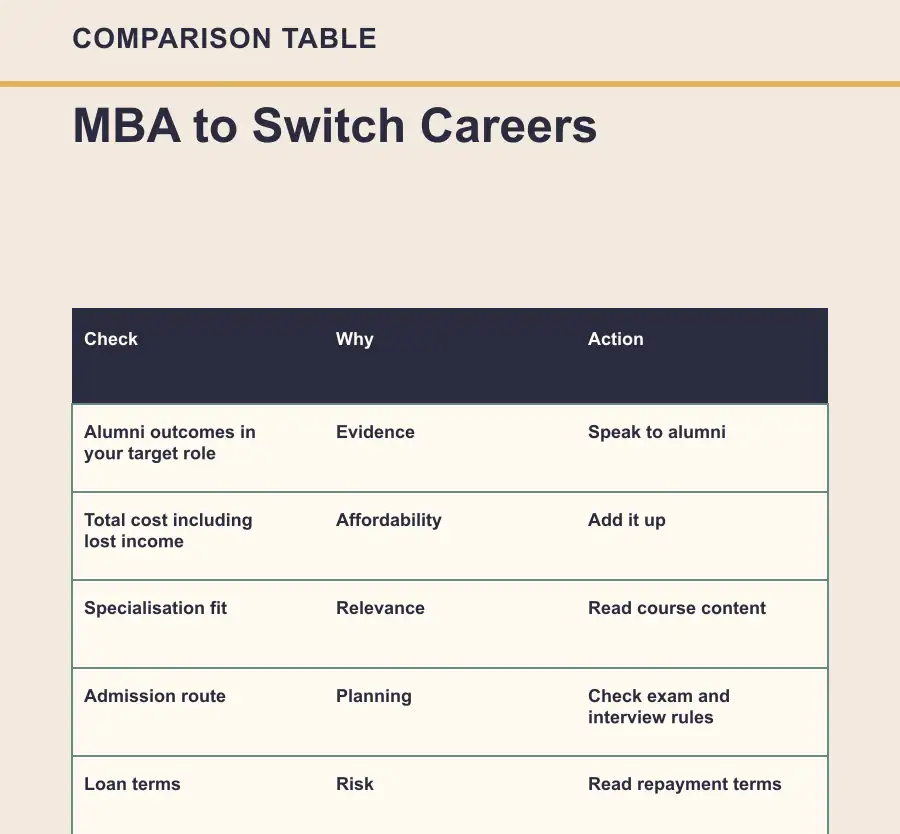 COMPARISON TABLE
MBA to Switch Careers
Check Why Action
Alumni outcomes in Evidence Speak to alumni
your target role
Total cost including Affordability Add it up
lost income
Specialisation fit Relevance Read course content
Admission route Planning Check exam and
interview rules
Loan terms Risk Read repayment terms